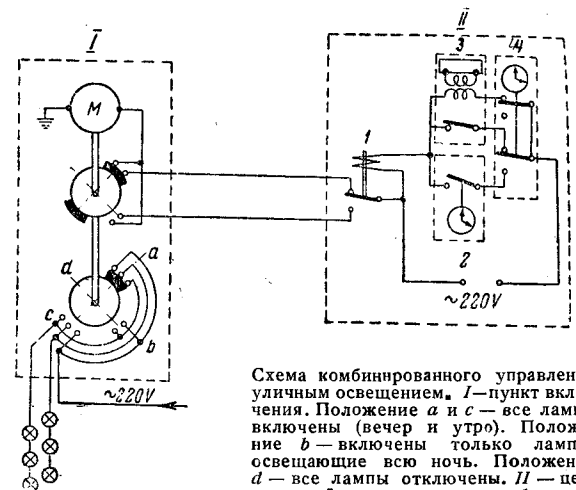 I
II
3
4
M
1
a
d
c
b
2
~220V
~220V
Схема комбинированного управлен
уличным освещением. I—пункт вкл
чения. Положение a и c — все ламп
включены (вечер и утро). Полож
ние b — включены только ламп
освещающие всю ночь. Положен
d — все лампы отключены. II — це